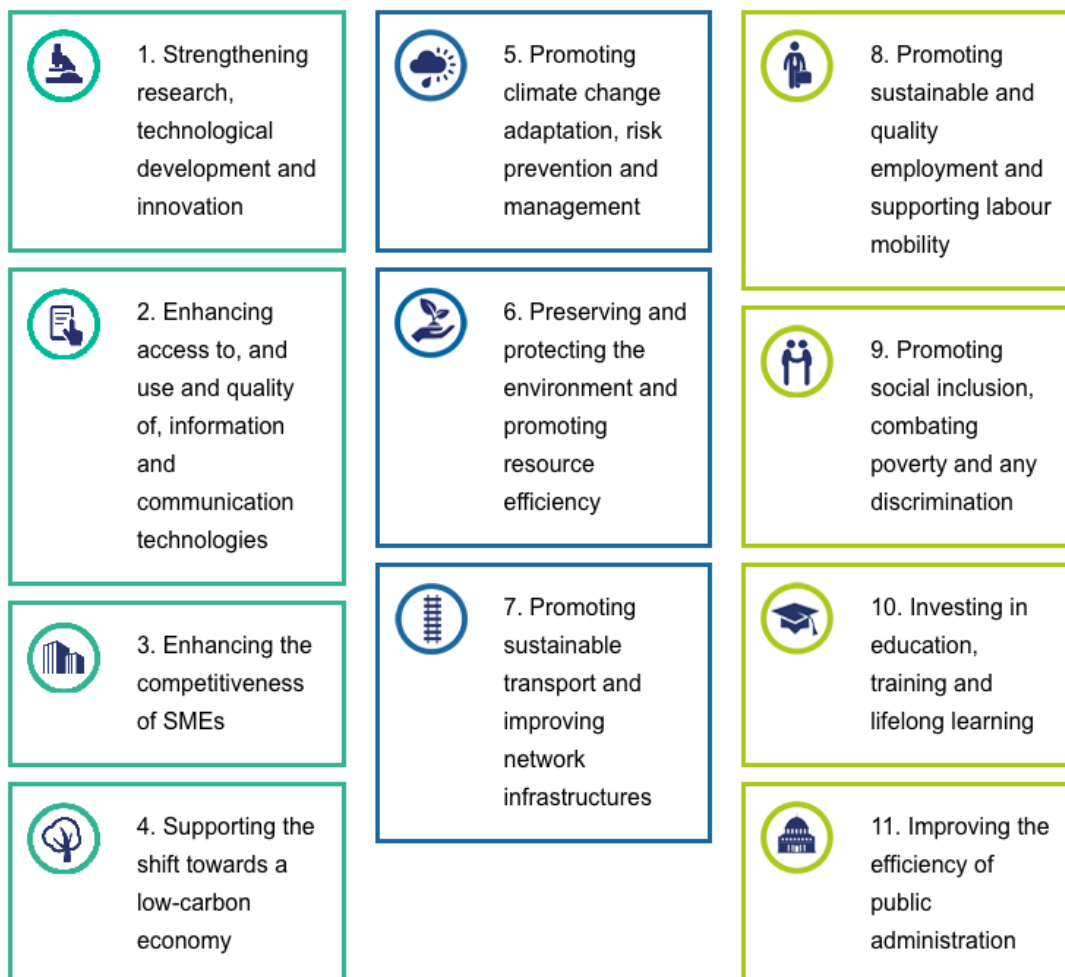 1. Strengthening
research,
technological
development and
innovation
2. Enhancing
access to, and
use and quality
of, information
and
communication
technologies
3. Enhancing the
competitiveness
of SMEs
4. Supporting the
shift towards a
low-carbon
economy
5. Promoting
climate change
adaptation, risk
prevention and
management
6. Preserving and
protecting the
environment and
promoting
resource
efficiency
7. Promoting
sustainable
transport and
improving
network
infrastructures
8. Promoting
sustainable and
quality
employment and
supporting labour
mobility
9. Promoting
social inclusion,
combating
poverty and any
discrimination
10. Investing in
education,
training and
lifelong learning
11. Improving the
efficiency of
public
administration